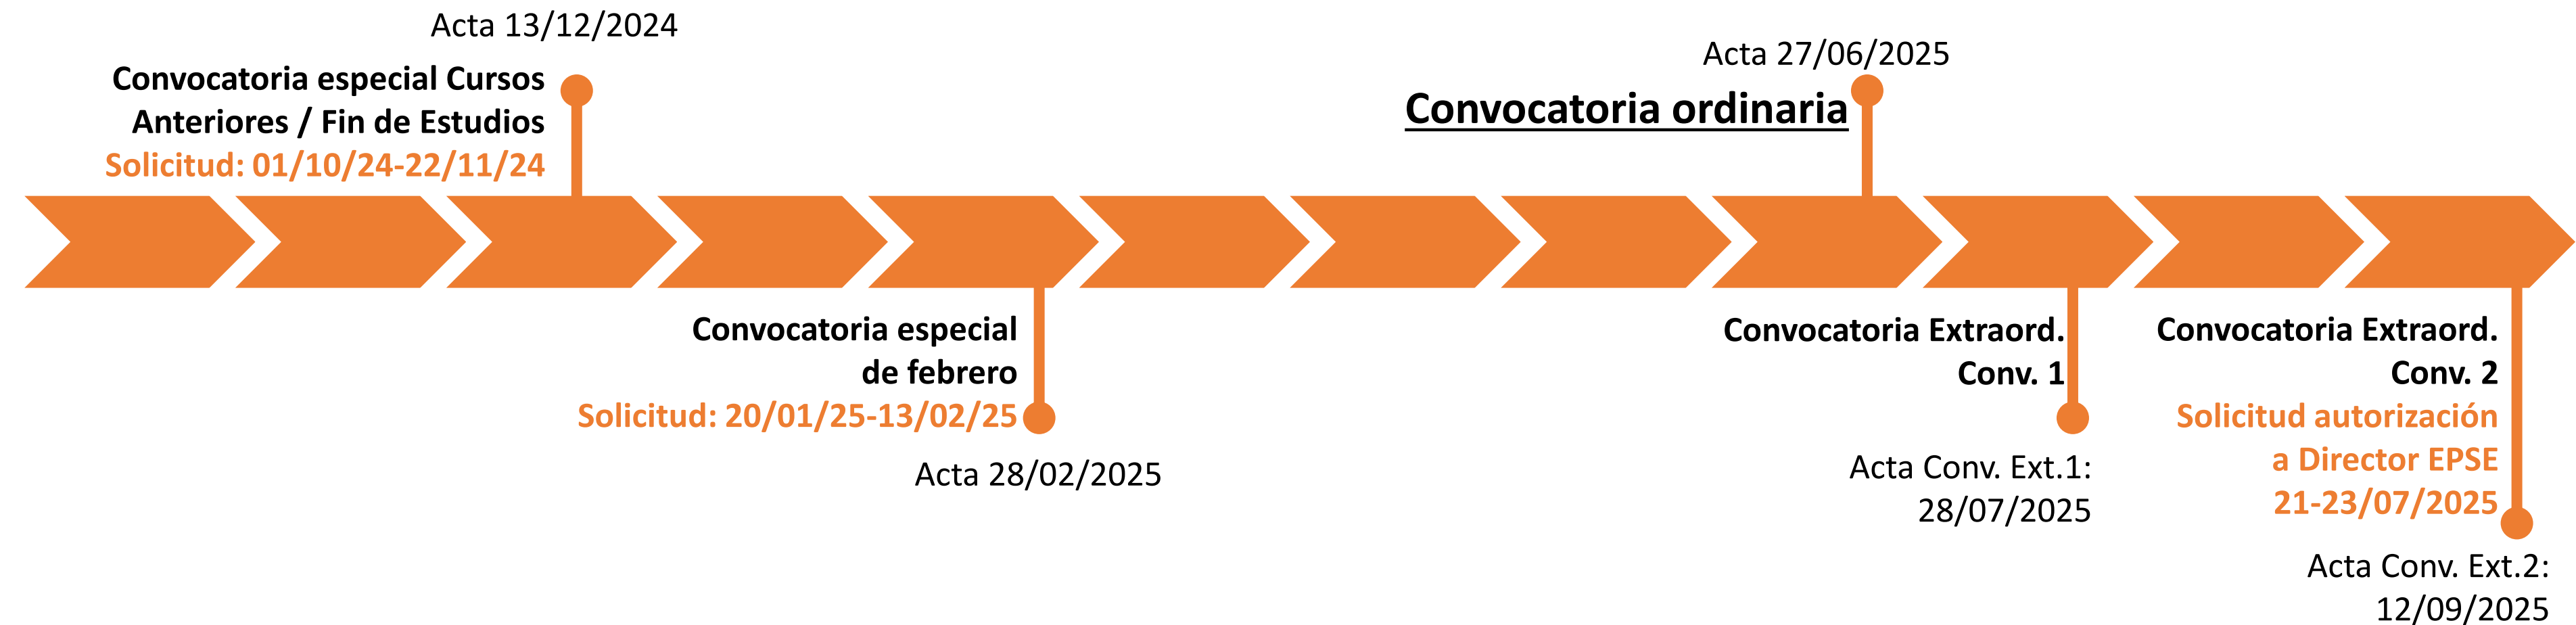 Acta 13/12/2024
Convocatoria especial Cursos
Anteriores / Fin de Estudios
Solicitud: 01/10/24-22/11/24
Convocatoria especial
de febrero
Solicitud: 20/01/25-13/02/25
Acta 28/02/2025
Acta 27/06/2025
Convocatoria ordinaria
Convocatoria Extraord.
Conv. 1
Acta Conv. Ext.1:
28/07/2025
Convocatoria Extraord.
Conv. 2
Solicitud autorización
a Director EPSE
21-23/07/2025
Acta Conv. Ext.2:
12/09/2025